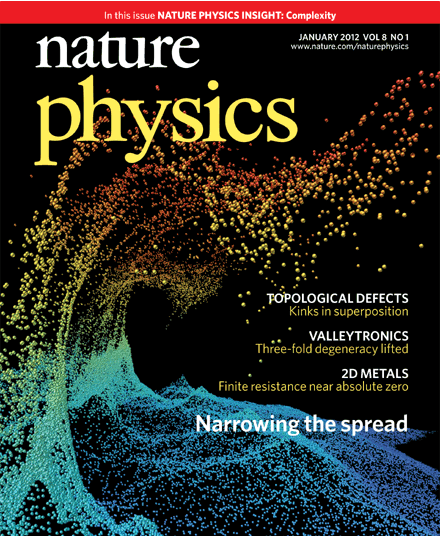 In this issue NATURE PHYSICS INSIGHT: Complexity
JANUARY 2012 VOL 8 NO 1
www.nature.com/naturephysics
nature
physics
TOPOLOGICAL DEFECTS
Kinks in superposition
VALLEYTRONICS
Three-fold degeneracy lifted
2D METALS
Finite resistance near absolute zero
Narrowing the spread